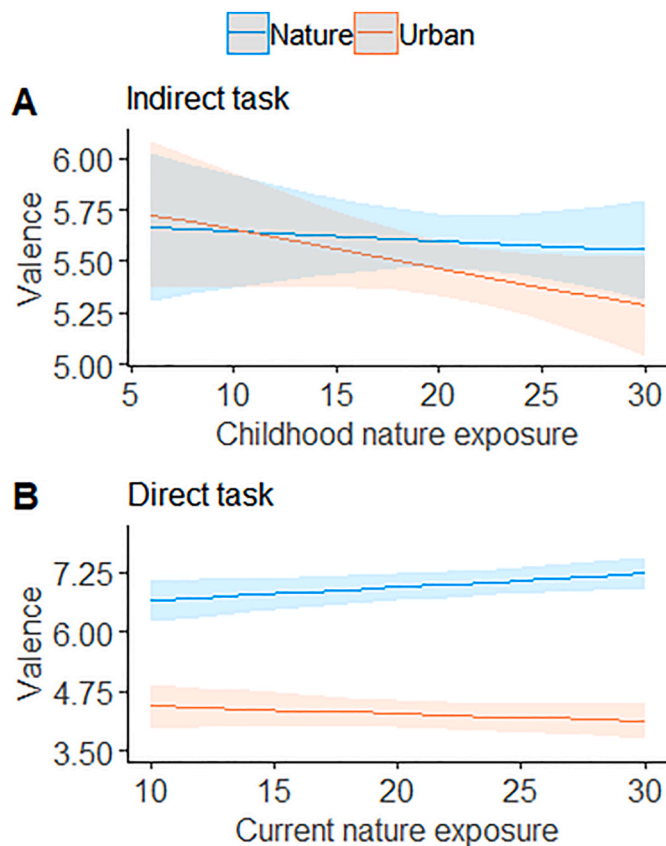 Nature Urban
A Indirect task
Valence
6.00
5.75
5.50
5.25
5.00
5 10 15 20 25 30
Childhood nature exposure
B Direct task
Valence
7.25
6.00
4.75
3.50
10 15 20 25 30
Current nature exposure